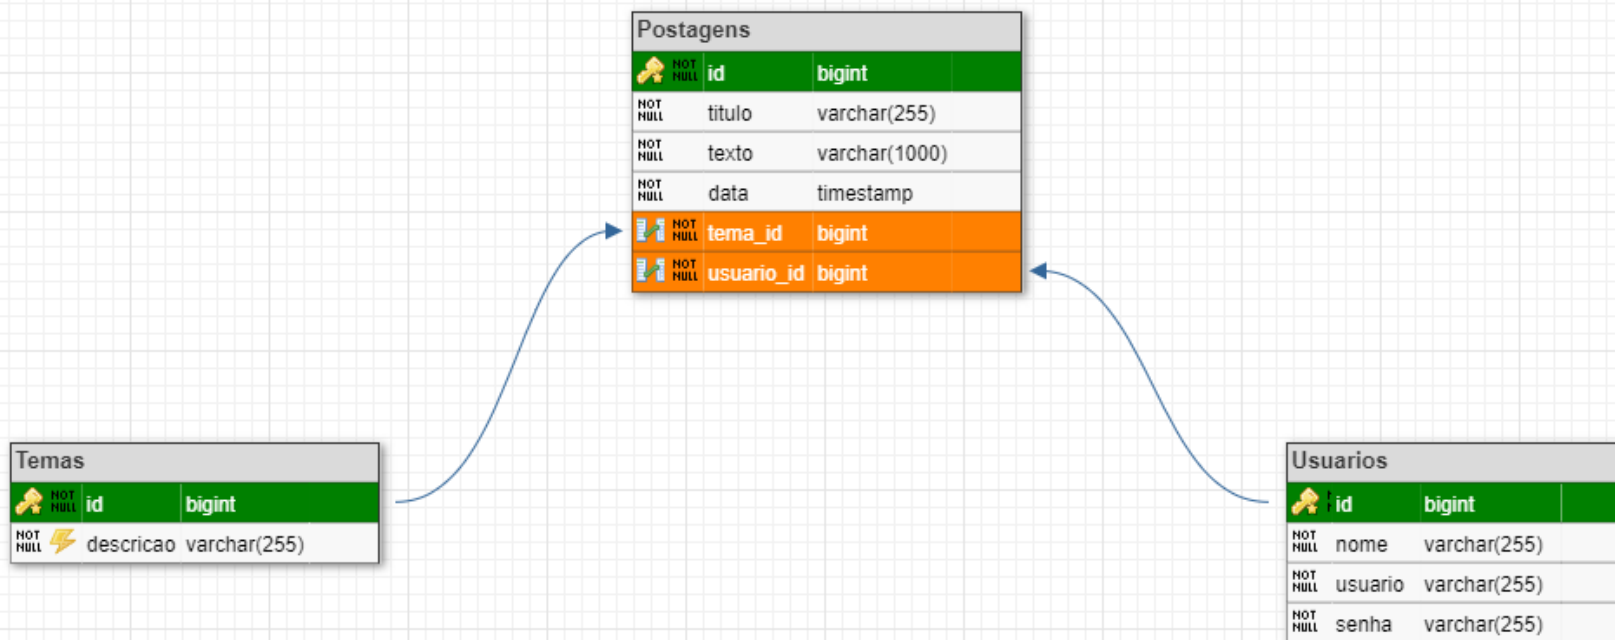 Postagens
NOT NULL id bigint
NOT NULL titulo varchar(255)
NOT NULL texto varchar(1000)
NOT NULL data timestamp
NOT NULL tema_id bigint
NOT NULL usuario_id bigint
Temas
NOT NULL id bigint
NOT NULL descricao varchar(255)
Usuarios
id bigint
NOT NULL nome varchar(255)
NOT NULL usuario varchar(255)
NOT NULL senha varchar(255)